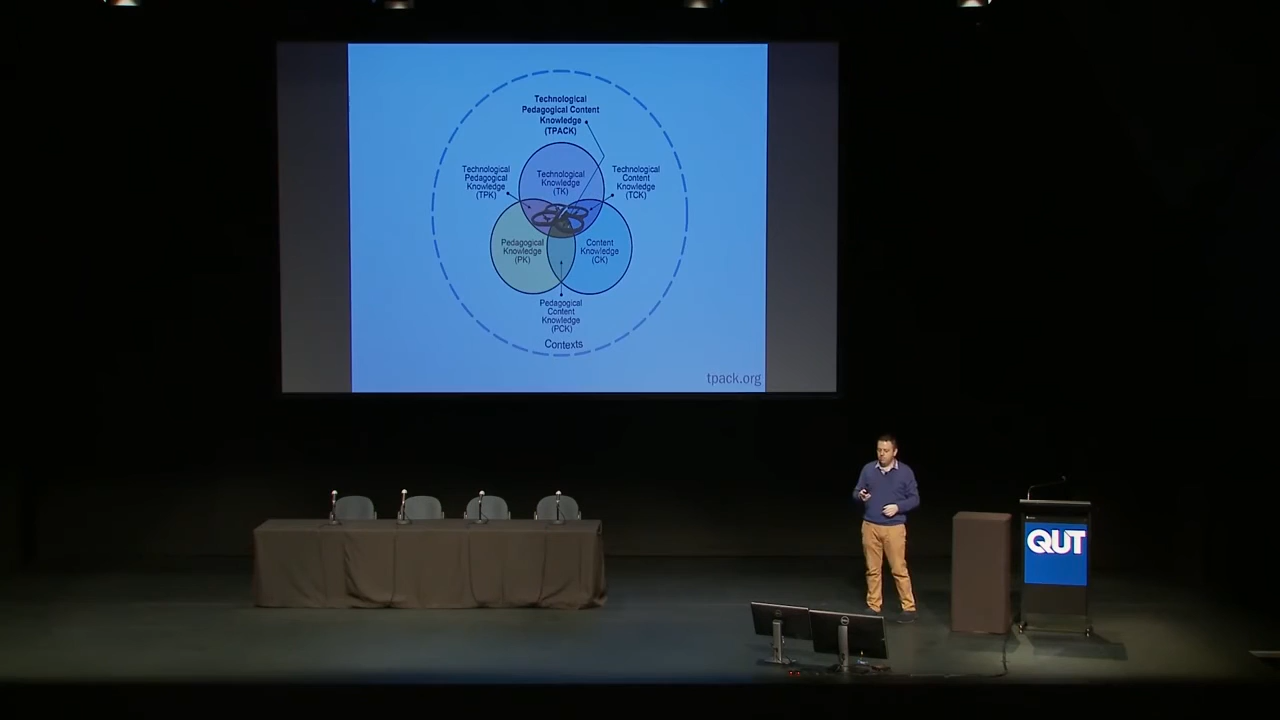 Technological
Pedagogical Content
Knowledge
(TPACK)
Technological
Pedagogical
Knowledge
(TPK)
Technological
Knowledge
(TK)
Technological
Content
Knowledge
(TCK)
Pedagogical
Knowledge
(PK)
Content
Knowledge
(CK)
Pedagogical
Content
Knowledge
(PCK)
Contexts
tpack.org
QUT